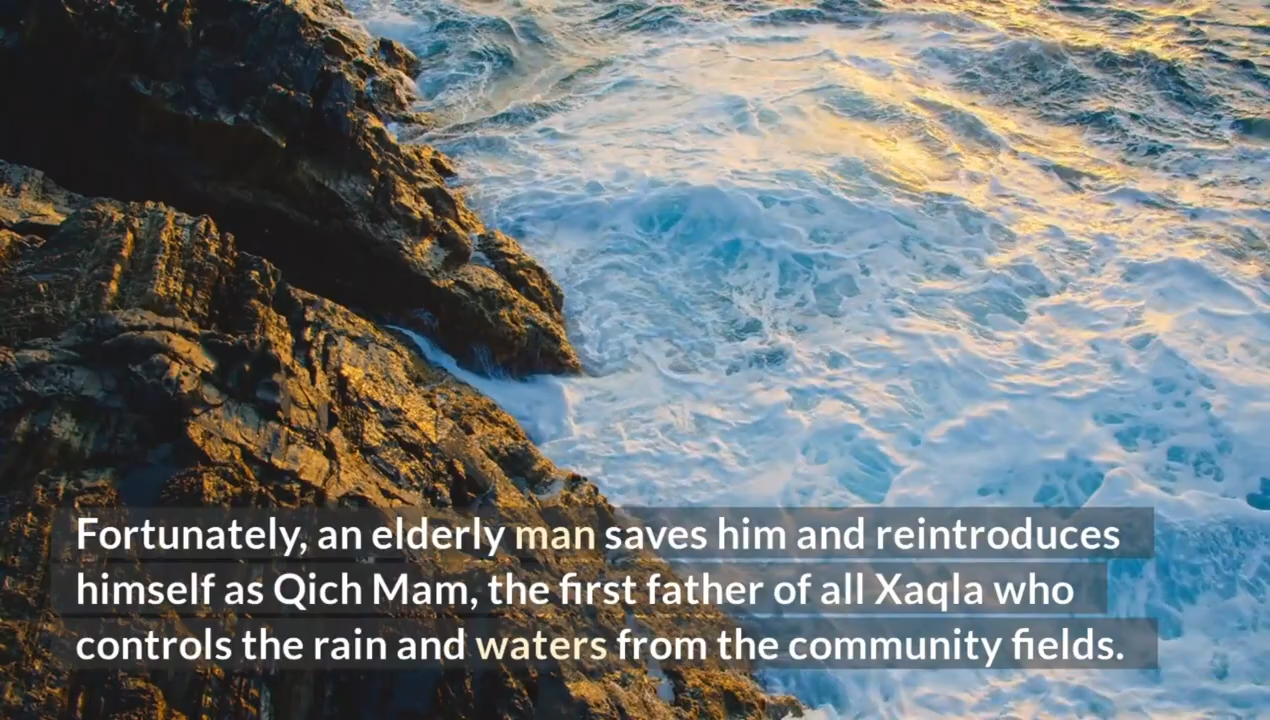 Fortunately, an elderly man saves him and reintroduces
himself as Qich Mam, the first father of all Xaqla who
controls the rain and waters from the community fields.